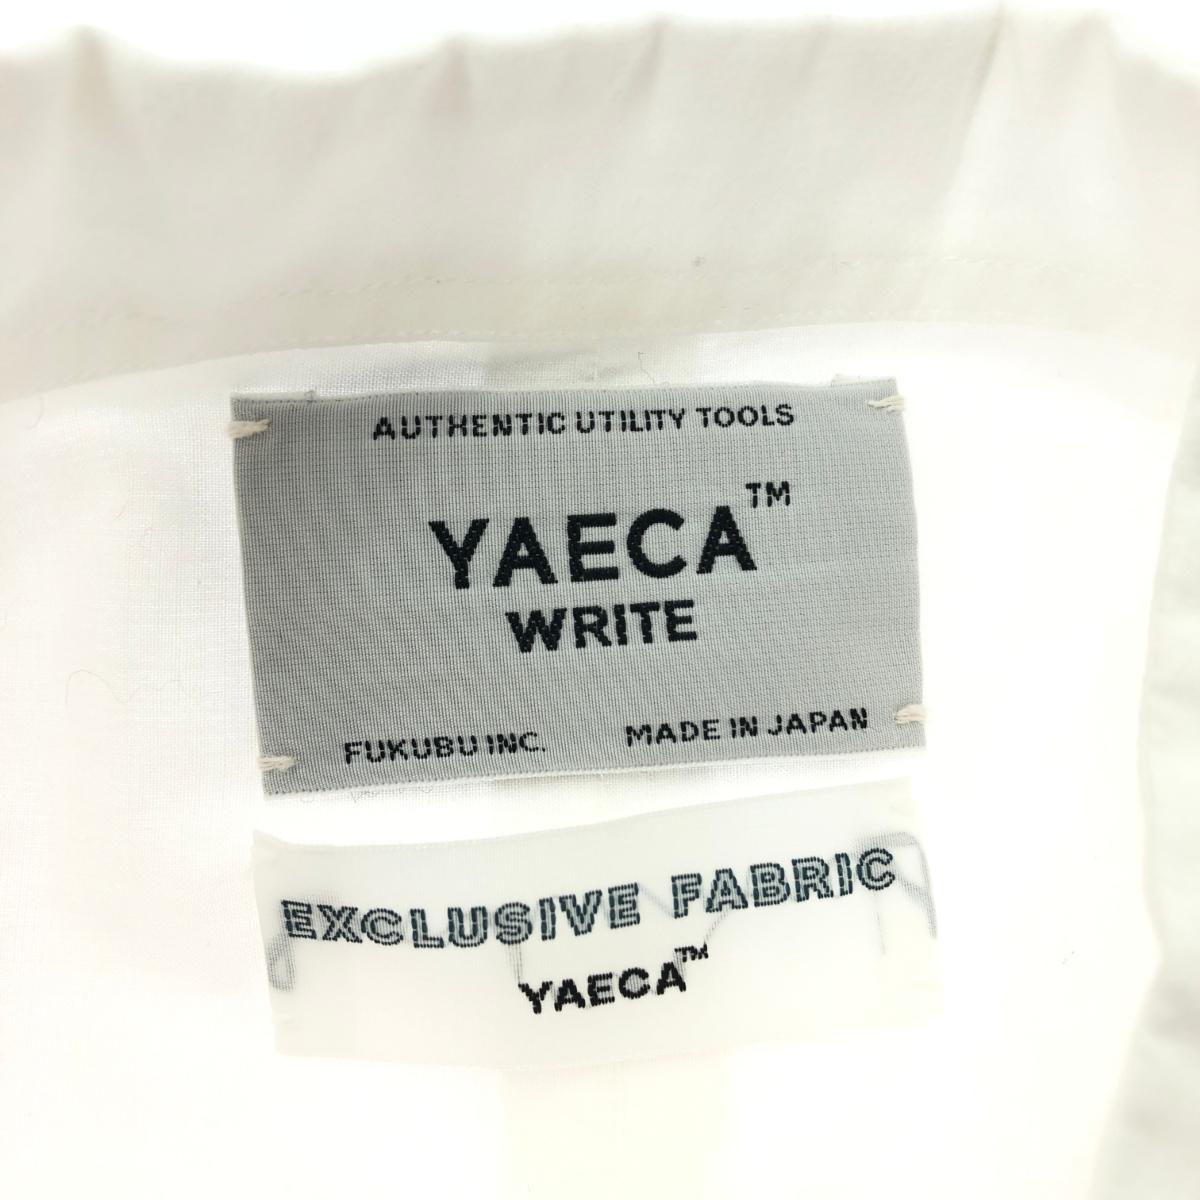 AUTHENTIC UTILITY TOOLS
YAECA™
WRITE
FUKUBU INC. MADE IN JAPAN
EXCLUSIVE FABRIC
YAECA™